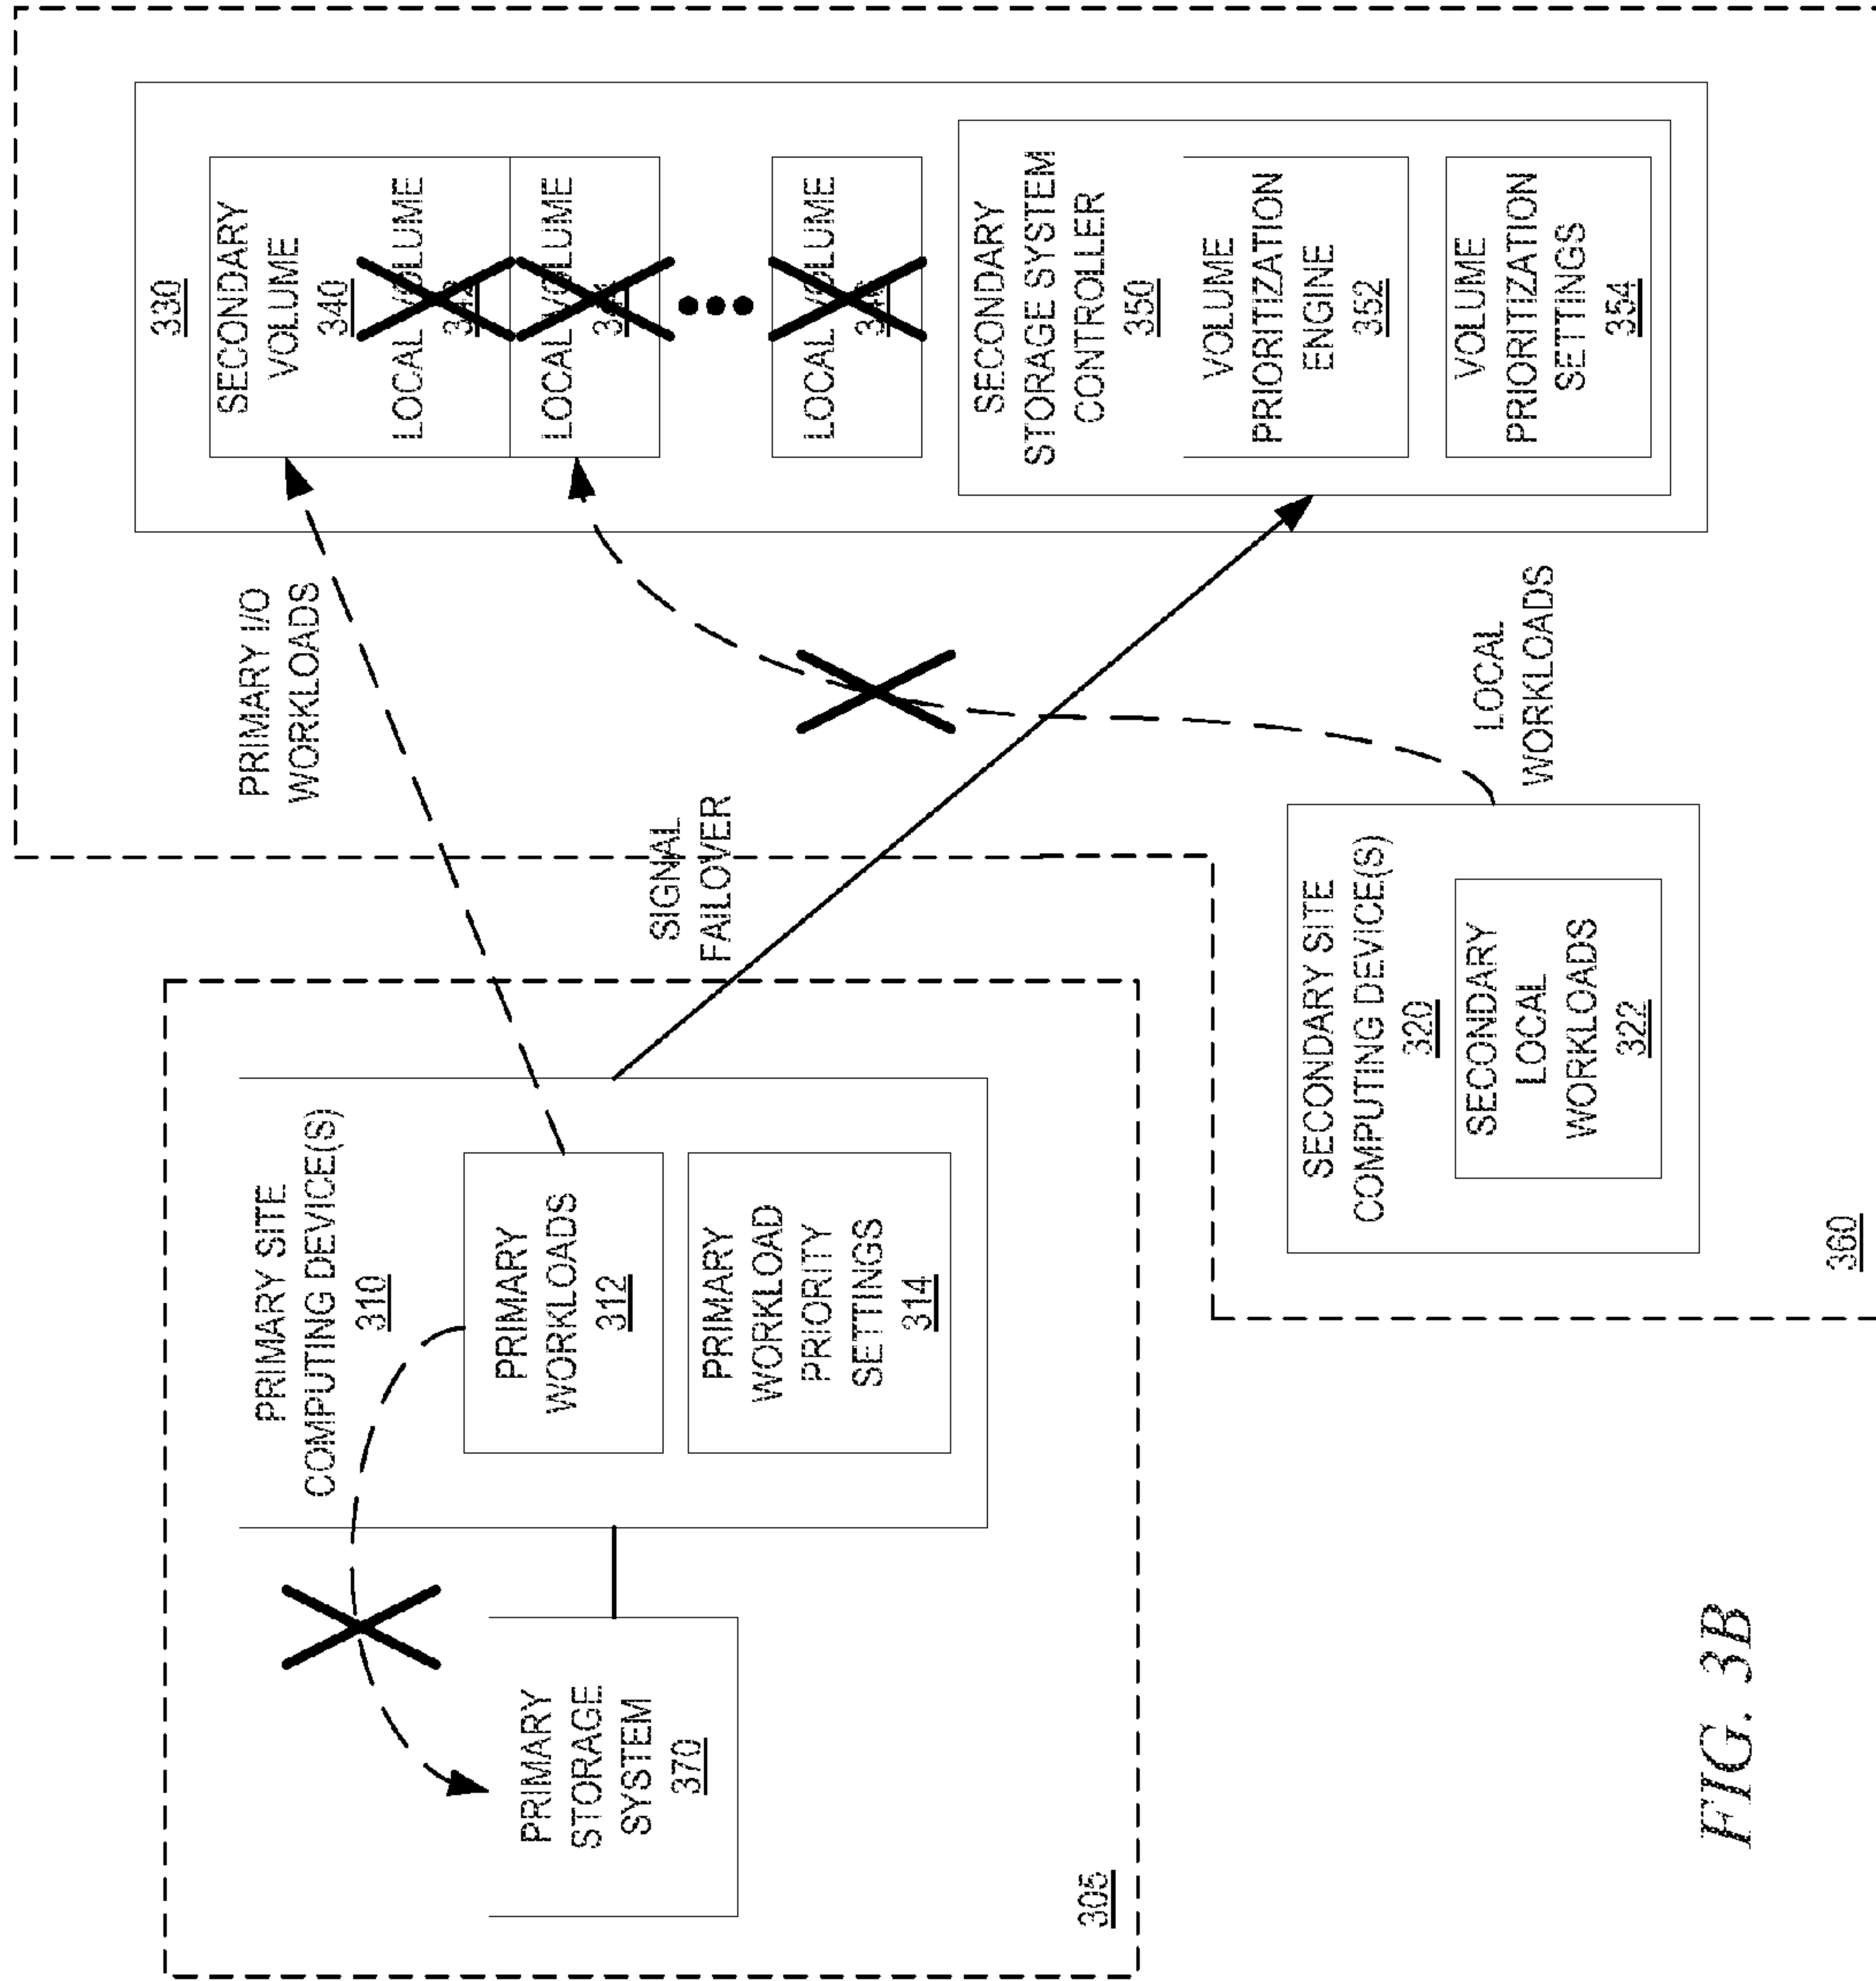 330
SECONDARY
VOLUME
340
LOCAL VOLUME
LOCAL VOLUME
LOCAL VOLUME
SECONDARY
STORAGE SYSTEM
CONTROLLER
350
VOLUME
PRIORITIZATION
ENGINE
352
VOLUME
PRIORITIZATION
SETTINGS
354
PRIMARY I/O
WORKLOADS
SIGNAL
FAILOVER
LOCAL
WORKLOADS
PRIMARY SITE
COMPUTING DEVICE(S)
310
PRIMARY
WORKLOADS
312
PRIMARY
WORKLOAD
PRIORITY
SETTINGS
314
SECONDARY SITE
COMPUTING DEVICE(S)
320
SECONDARY
LOCAL
WORKLOADS
322
360
PRIMARY
STORAGE
SYSTEM
370
305
FIG. 3B